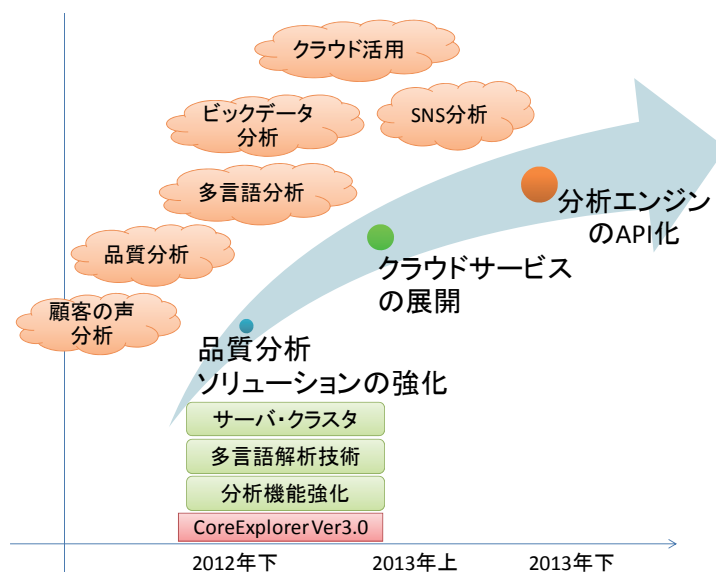 クラウド活用
ビックデータ
分析
SNS分析
多言語分析
品質分析
顧客の声
分析
分析エンジン
のAPI化
クラウドサービス
の展開
品質分析
ソリューションの強化
サーバ・クラスタ
多言語解析技術
分析機能強化
CoreExplorerVer3.0
2012年下
2013年上
2013年下